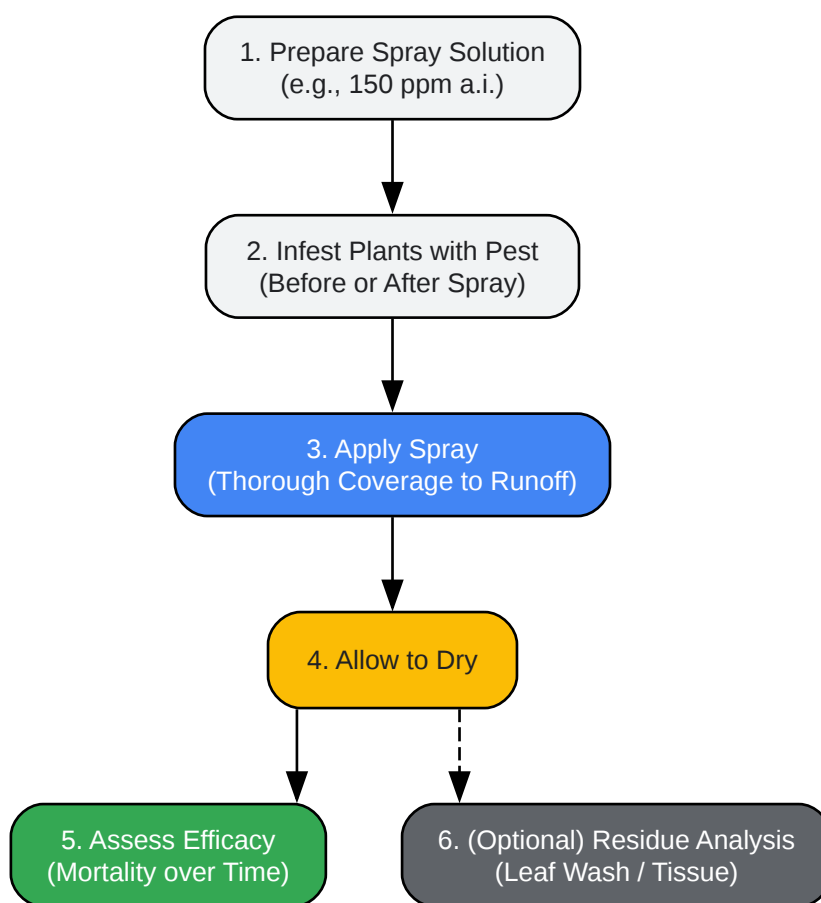 1. Prepare Spray Solution
(e.g., 150 ppm a.i.)
2. Infest Plants with Pest
(Before or After Spray)
3. Apply Spray
(Thorough Coverage to Runoff)
4. Allow to Dry
5. Assess Efficacy
(Mortality over Time)
6. (Optional) Residue Analysis
(Leaf Wash / Tissue)